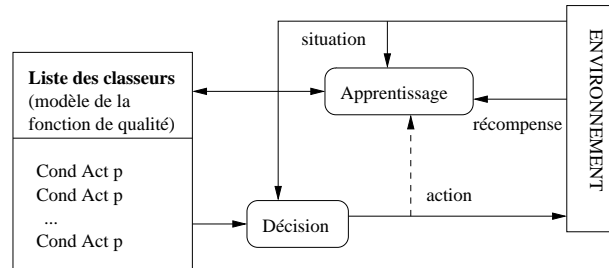 situation
Liste des classeurs
(modèle de la
fonction de qualité)
Apprentissage
récompense
Cond Act p
Cond Act p
...
Cond Act p
Décision
action
ENVIRONNEMENT